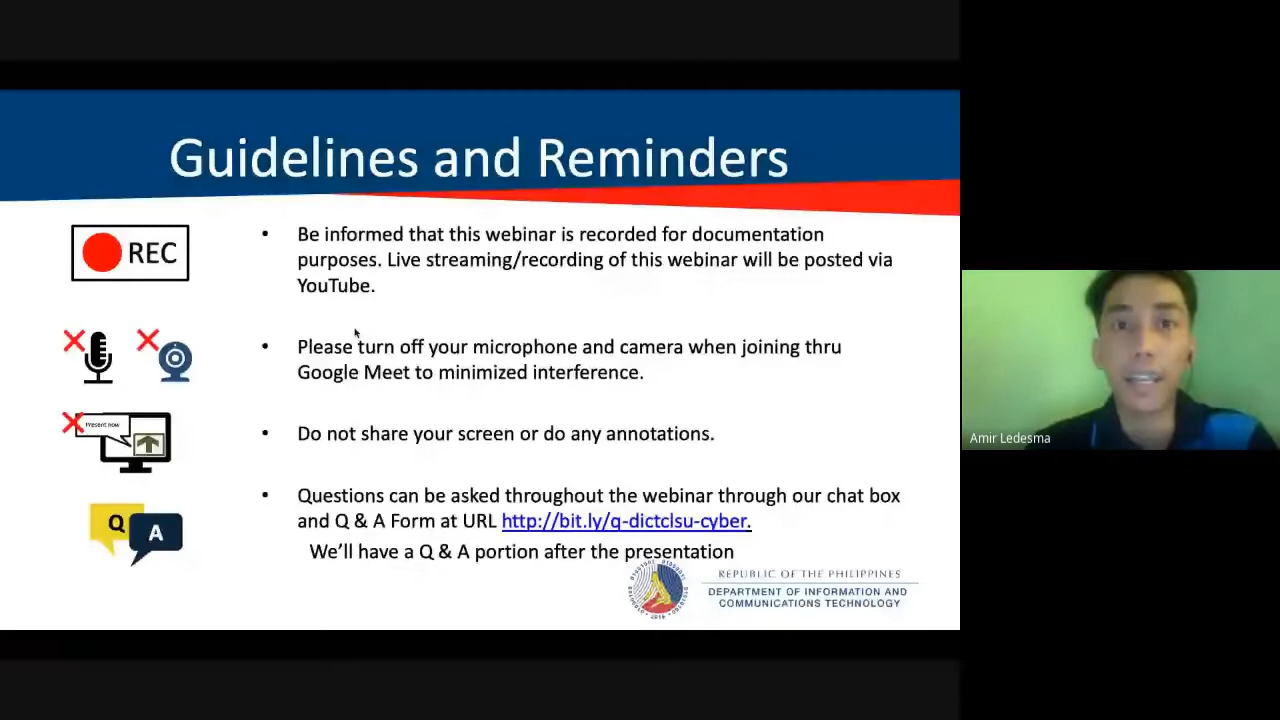 Guidelines and Reminders
REC
• Be informed that this webinar is recorded for documentation
purposes. Live streaming/recording of this webinar will be posted via
YouTube.
• Please turn off your microphone and camera when joining thru
Google Meet to minimized interference.
Present now
• Do not share your screen or do any annotations.
Q A
• Questions can be asked throughout the webinar through our chat box
and Q & A Form at URL http://bit.ly/q-dictclsu-cyber.
We'll have a Q & A portion after the presentation
REPUBLIC OF THE PHILIPPINES
DEPARTMENT OF INFORMATION AND
COMMUNICATIONS TECHNOLOGY
Amir Ledesma